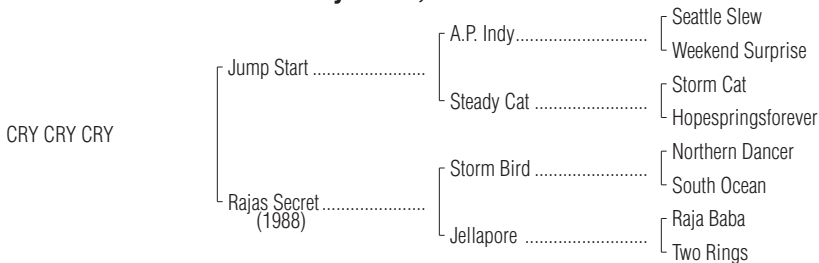 Seattle Slew
A.P. Indy
Weekend Surprise
Jump Start
Storm Cat
Steady Cat
Hopespringsforever
CRY CRY CRY
Northern Dancer
Storm Bird
South Ocean
Rajas Secret
(1988)
Raja Baba
Jellapore
Two Rings